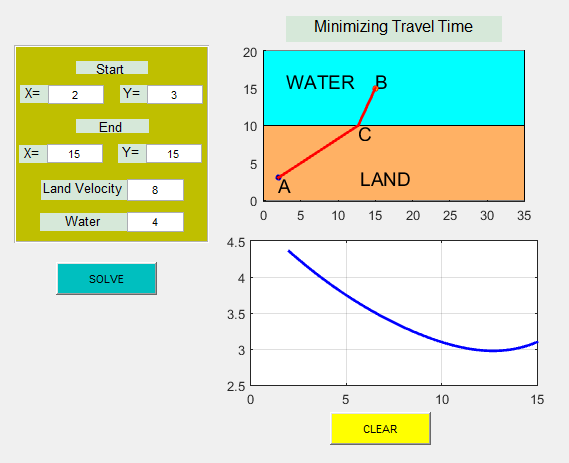 Minimizing Travel Time
Start
X= 2 Y= 3
End
X= 15 Y= 15
Land Velocity 8
Water 4
SOLVE
20
15
10
5
0
WATER B
C
A
LAND
0 5 10 15 20 25 30 35
4.5
4
3.5
3
2.5
0 5 10 15
CLEAR